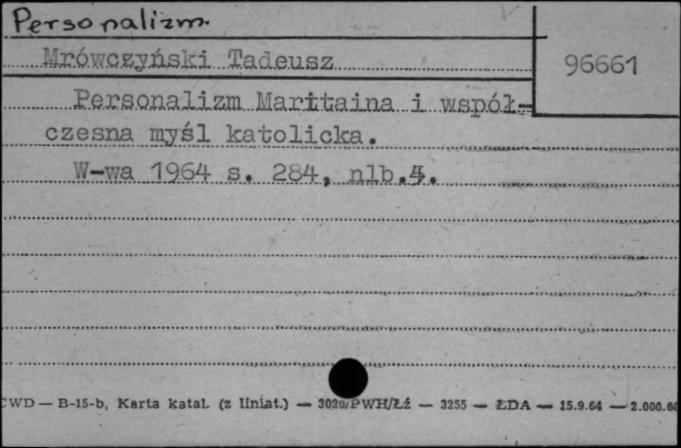 Personalizm.
Mrówczyński Tadeusz
96661
Personalizm Maritaina i współ-
czesna myśl katolicka.
W-wa 1964 s. 284, nlb.4.
CWD — B-15-b, Karta katal. (z liniat.) — 3020/PWH/Łź — 3255 — ŁDA — 15.9.64 — 2.000.00